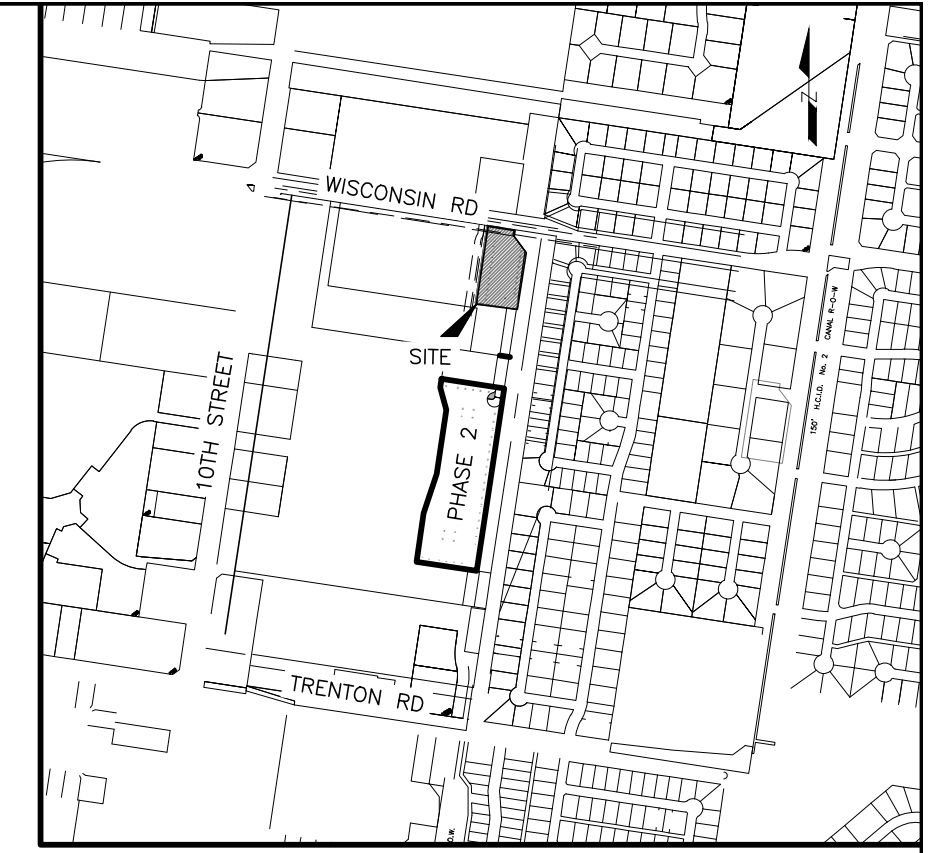 N
WISCONSIN RD
SITE
10TH STREET
PHASE 2
150' H.C.I.D. No. 2 CANAL R-O-W
TRENTON RD
O.W.